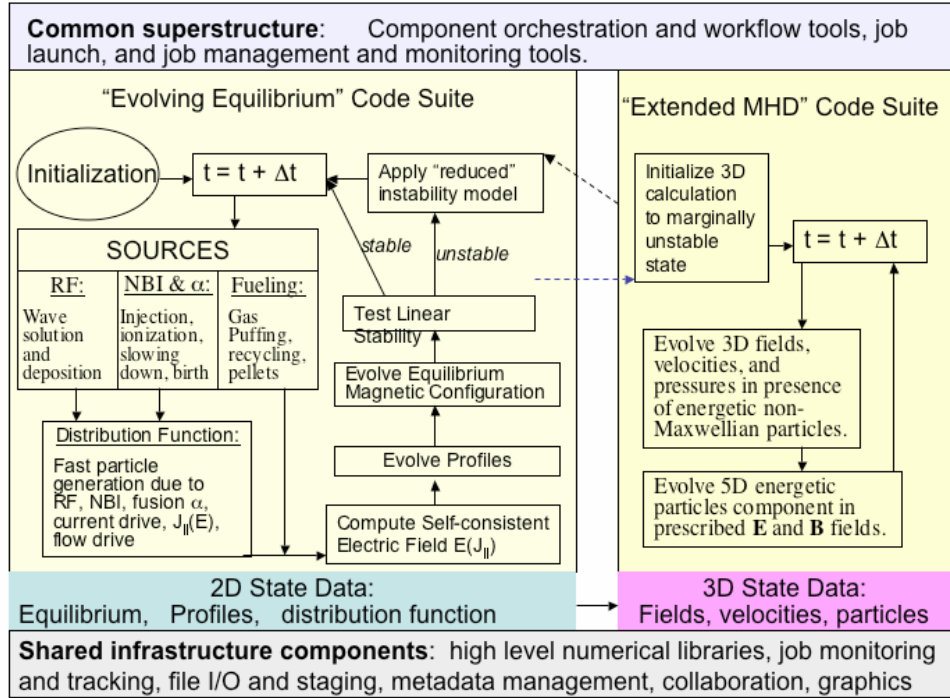 Common superstructure: Component orchestration and workflow tools, job
launch, and job management and monitoring tools.
“Evolving Equilibrium” Code Suite
Initialization
t = t + Δt
Apply “reduced”
instability model
SOURCES
RF:
Wave
solution
and
deposition
NBI & α:
Injection,
ionization,
slowing
down, birth
Fueling:
Gas
Puffing,
recycling,
pellets
stable
unstable
Test Linear
Stability
Evolve Equilibrium
Magnetic Configuration
Evolve Profiles
Distribution Function:
Fast particle
generation due to
RF, NBI, fusion α,
current drive, J||(E),
flow drive
Compute Self-consistent
Electric Field E(J||)
“Extended MHD” Code Suite
Initialize 3D
calculation
to marginally
unstable
state
t = t + Δt
Evolve 3D fields,
velocities, and
pressures in presence
of energetic non-
Maxwellian particles.
Evolve 5D energetic
particles component in
prescribed E and B fields.
2D State Data:
Equilibrium, Profiles, distribution function
3D State Data:
Fields, velocities, particles
Shared infrastructure components: high level numerical libraries, job monitoring
and tracking, file I/O and staging, metadata management, collaboration, graphics